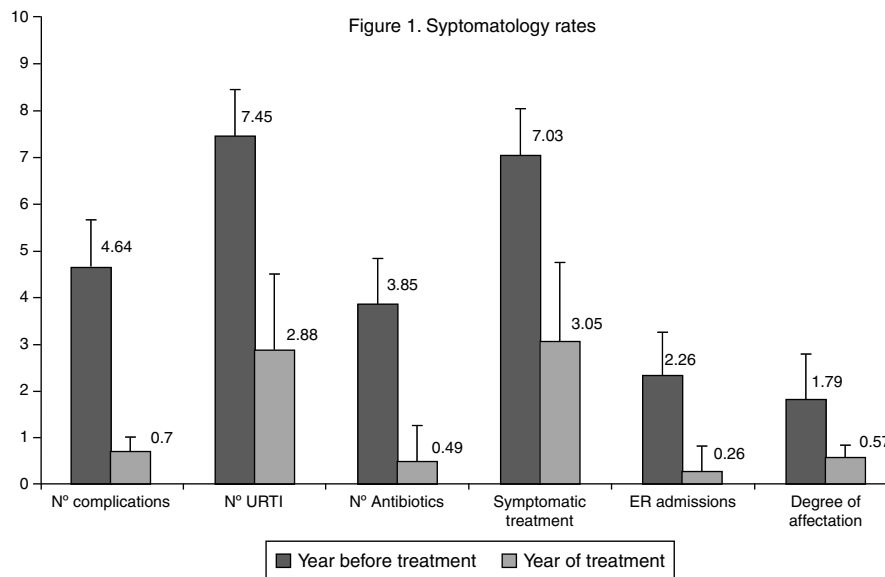 Figure 1. Syptomatology rates
10
9
8
7
6
5
4
3
2
1
0
4.64
0.7
7.45
2.88
3.85
0.49
7.03
3.05
2.26
0.26
1.79
0.57
Nº complications
Nº URTI
Nº Antibiotics
Symptomatic
treatment
ER admissions
Degree of
affectation
Year before treatment
Year of treatment